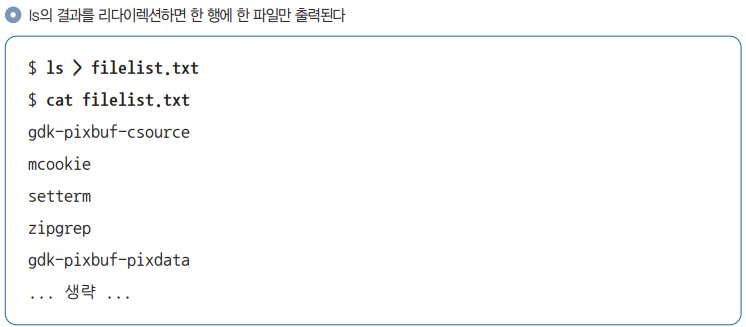 ls의 결과를 리다이렉션하면 한 행에 한 파일만 출력된다
$ ls > filelist.txt
$ cat filelist.txt
gdk-pixbuf-csource
mcookie
setterm
zipgrep
gdk-pixbuf-pixdata
... 생략 ...